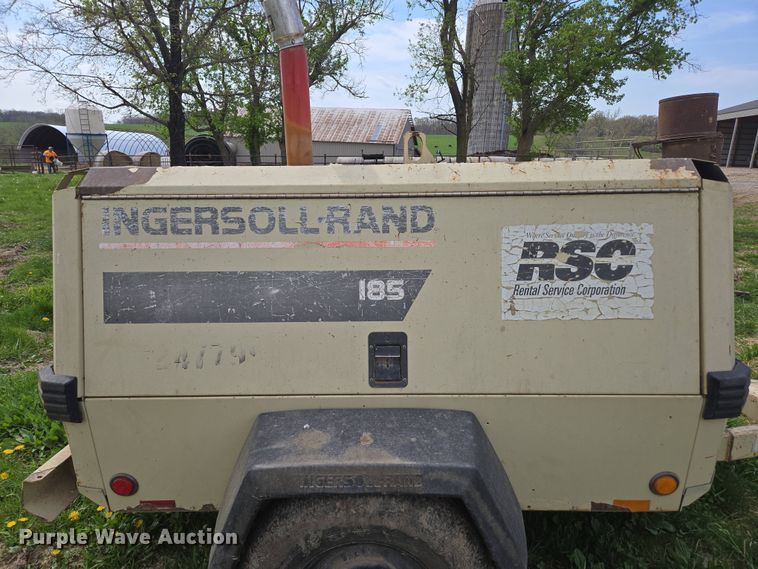 INGERSOLL-RAND
185
RSC
Rental Service Corporation
INGERSOLL-RAND
Purple Wave Auction